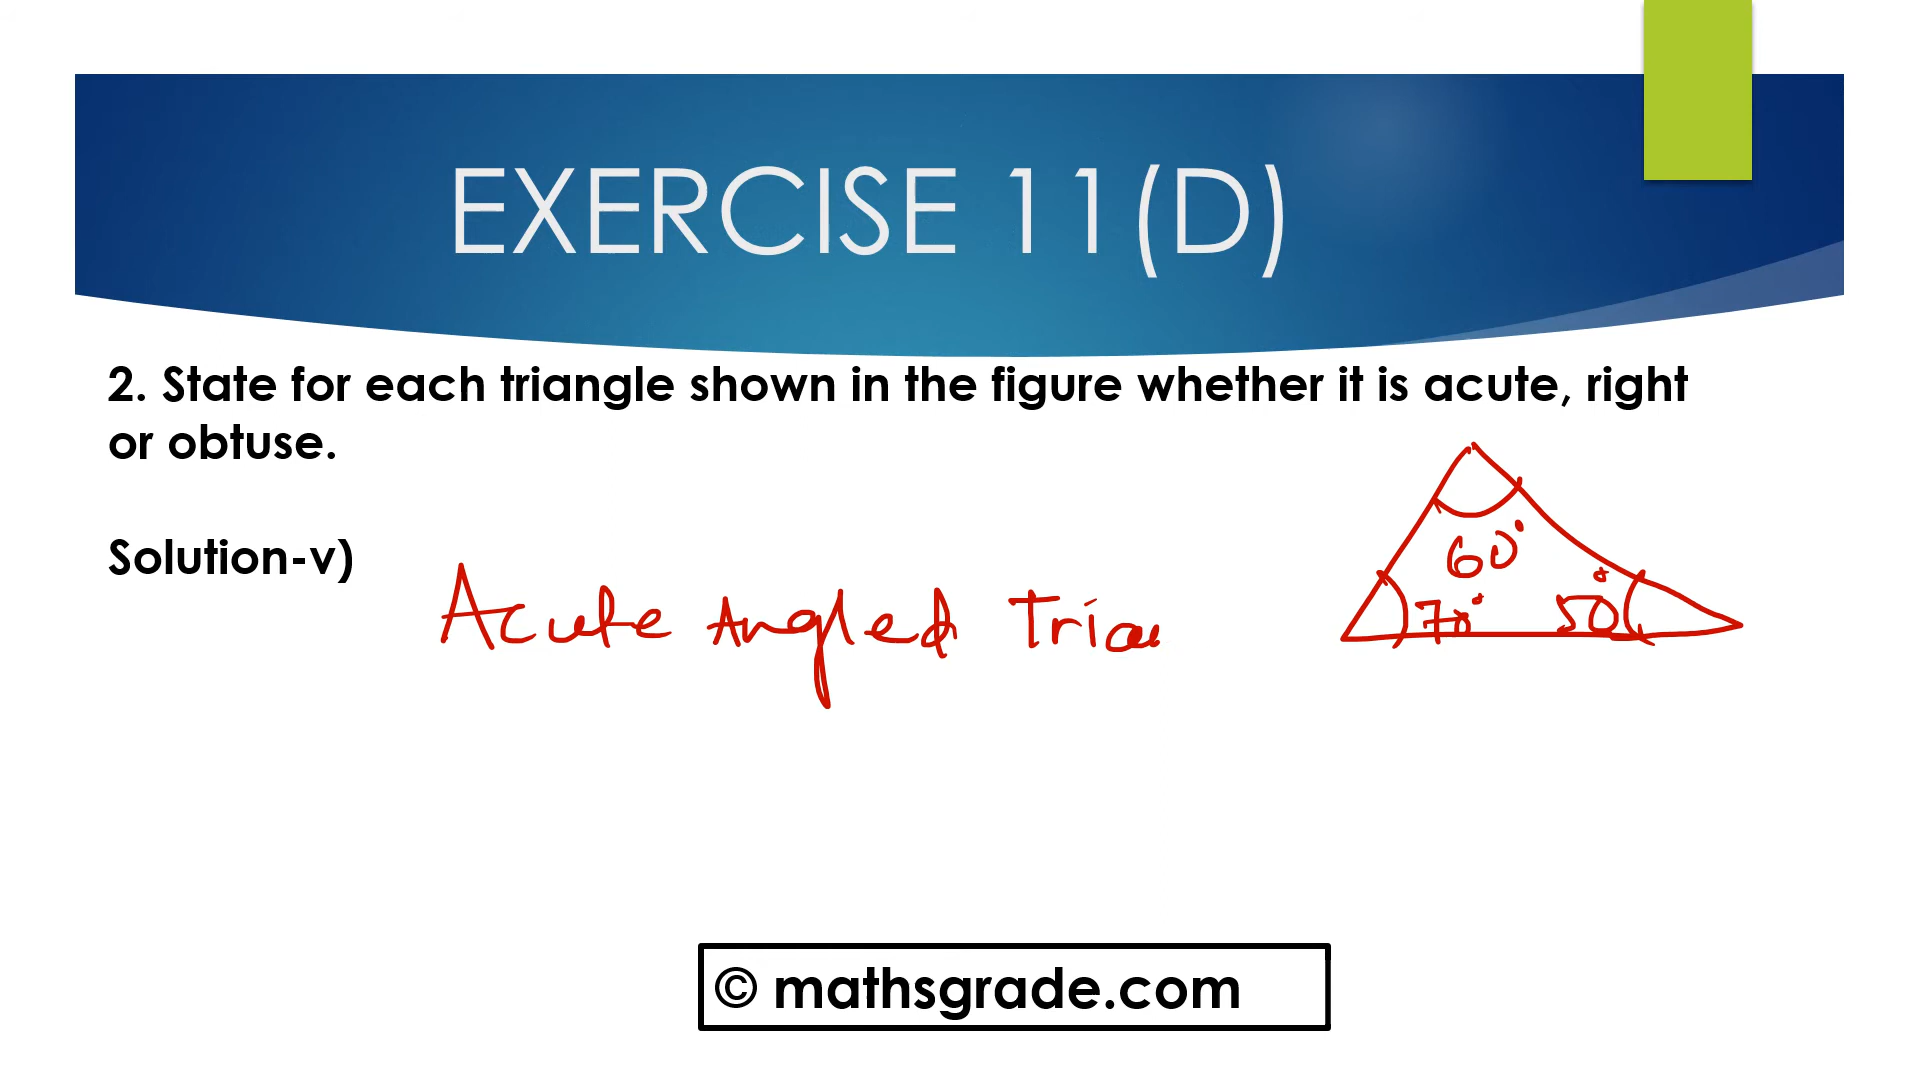 EXERCISE 11(D)
2. State for each triangle shown in the figure whether it is acute, right
or obtuse.
60°
70° 50°
Solution-v)
Acute Angled Tria
© mathsgrade.com